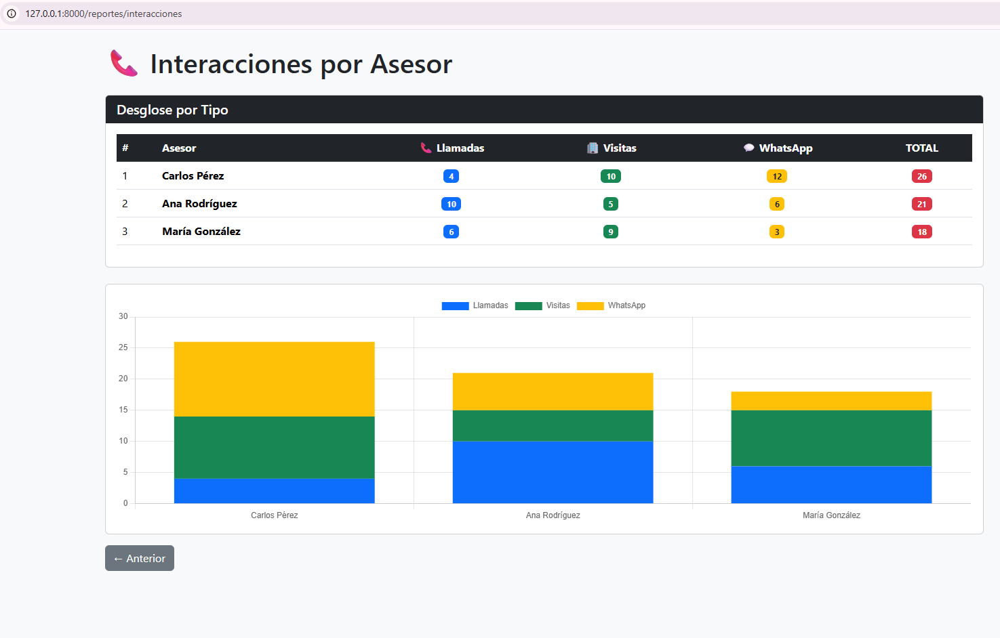 127.0.0.1:8000/reportes/interacciones
Interacciones por Asesor
Desglose por Tipo
# Asesor Llamadas Visitas WhatsApp TOTAL
1 Carlos Pérez 4 10 12 26
2 Ana Rodríguez 10 5 6 21
3 María González 6 9 3 18
Llamadas Visitas WhatsApp
30
25
20
15
10
5
0
Carlos Pérez Ana Rodríguez María González
← Anterior